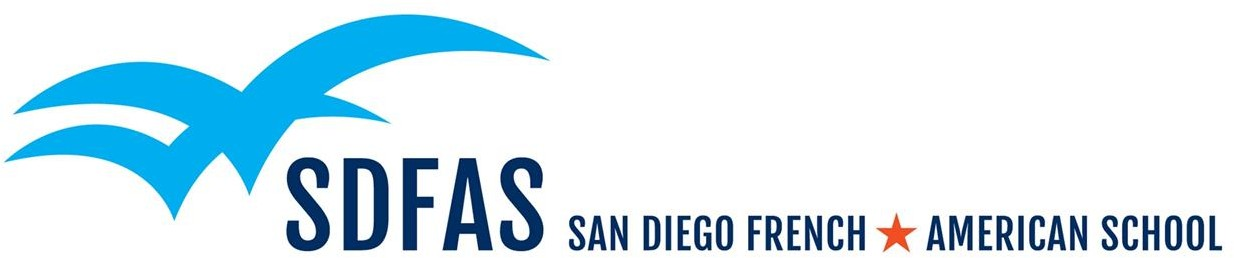 SDFAS SAN DIEGO FRENCH ★ AMERICAN SCHOOL